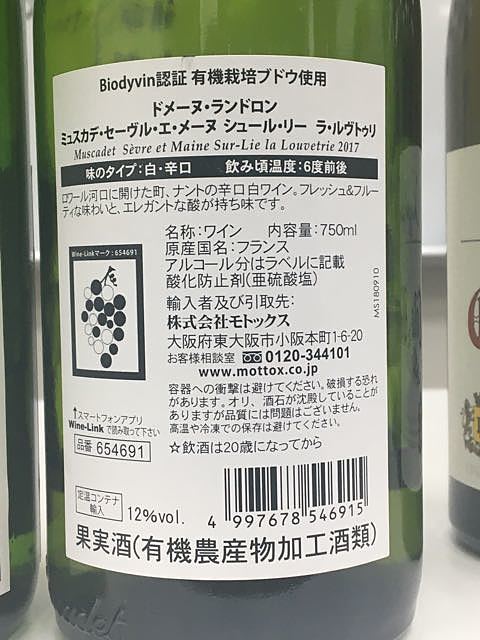 Biodyvin認証 有機栽培ブドウ使用
ドメーヌ・ランドロン
ミュスカデ・セーヴル・エ・メーヌ シュール・リー ラ・ルヴトゥリ
Muscadet Sèvre et Maine Sur-Lie la Louvetrie 2017
味のタイプ：白・辛口 飲み頃温度：6度前後
ロワール河口に開けた町、ナントの辛口白ワイン。フレッシュ&フルー
ティな味わいと、エレガントな酸が持ち味です。
Wine-Linkマーク：654691
名称：ワイン 内容量：750ml
原産国名：フランス
アルコール分はラベルに記載
酸化防止剤（亜硫酸塩）
輸入者及び引取先：
株式会社モトックス
大阪府東大阪市小阪本町1-6-20
お客様相談室 0120-344101
www.mottox.co.jp
MS180910
容器への衝撃は避けてください。破損する恐れ
があります。オリ、酒石が沈殿していることが
ありますが品質には問題はございません。
高温や冷凍での保存は避けてください。
☆飲酒は20歳になってから
↑スマートフォンアプリ
Wine-Linkで読み取って下さい
品番 654691
定温コンテナ
輸入
12%vol.
4 997678 546915
果実酒（有機農産物加工酒類）